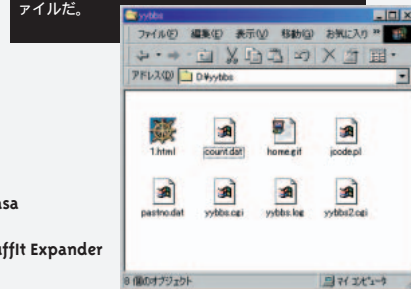 ァイルだ。
yybbs
ファイル(F) 編集(E) 表示(V) 移動(G) お気に入り »
アドレス(D) D:¥yybbs
1.html count.dat home.gif jcode.pl
pastno.dat yybbs.cgi yybbs.log yybbs2.cgi
asa
uffIt Expander
8 個のオブジェクト マイ コンピュータ